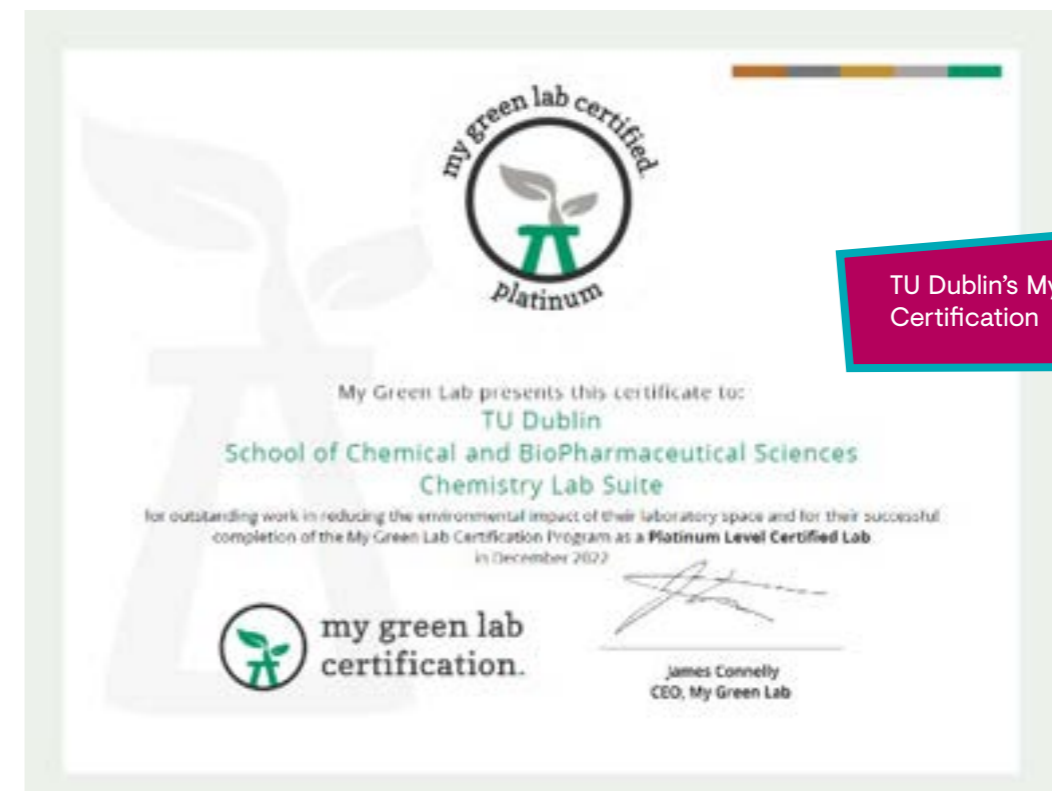 my green lab certified.
platinum
TU Dublin’s My
Certification
My Green Lab presents this certificate to:
TU Dublin
School of Chemical and BioPharmaceutical Sciences
Chemistry Lab Suite
for outstanding work in reducing the environmental impact of their laboratory space and for their successful
completion of the My Green Lab Certification Program as a Platinum Level Certified Lab
in December 2022
my green lab
certification.
James Connelly
CEO, My Green Lab